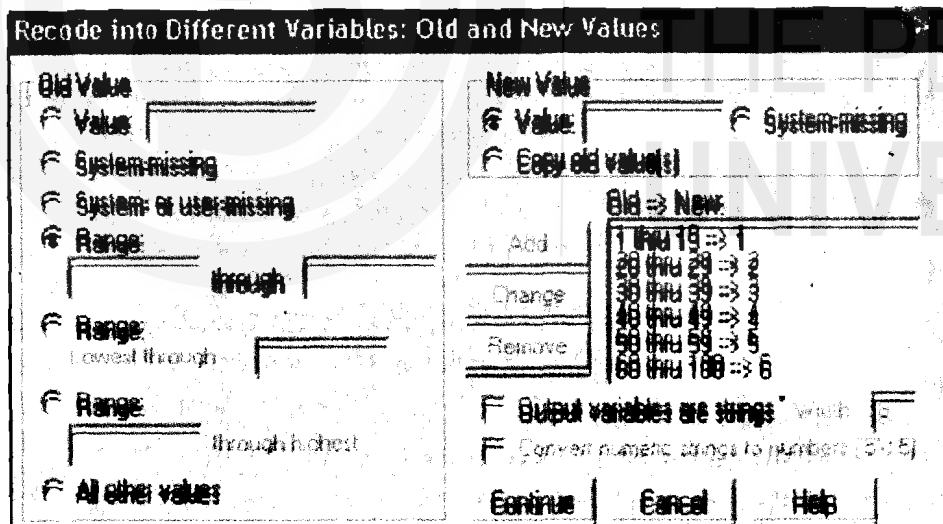 Recode into Different Variables: Old and New Values
Old Value
Value:
System-missing
System- or user-missing
Range:
through
Range:
Lowest through
Range:
through highest
All other values
New Value
Value:
System-missing
Copy old value(s)
Old --> New:
Add
Change
Remove
1 thru 19 --> 1
20 thru 29 --> 2
30 thru 39 --> 3
40 thru 49 --> 4
50 thru 59 --> 5
60 thru 100 --> 6
Output variables are strings
Width:
Convert numeric strings to numbers
Continue
Cancel
Help
THE P
UNIVE